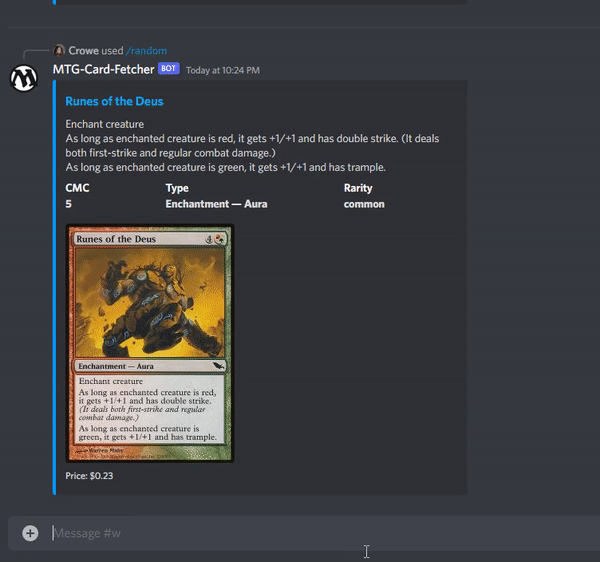 Crowe used /random
MTG-Card-Fetcher BOT Today at 10:24 PM
Runes of the Deus
Enchant creature
As long as enchanted creature is red, it gets +1/+1 and has double strike. (It deals
both first-strike and regular combat damage.)
As long as enchanted creature is green, it gets +1/+1 and has trample.
CMC Type Rarity
5 Enchantment — Aura common
Runes of the Deus 4
Enchantment — Aura
Enchant creature
As long as enchanted creature is red,
it gets +1/+1 and has double strike.
(It deals both first-strike and regular
combat damage.)
As long as enchanted creature is
green, it gets +1/+1 and has trample.
Price: $0.23
Message #w